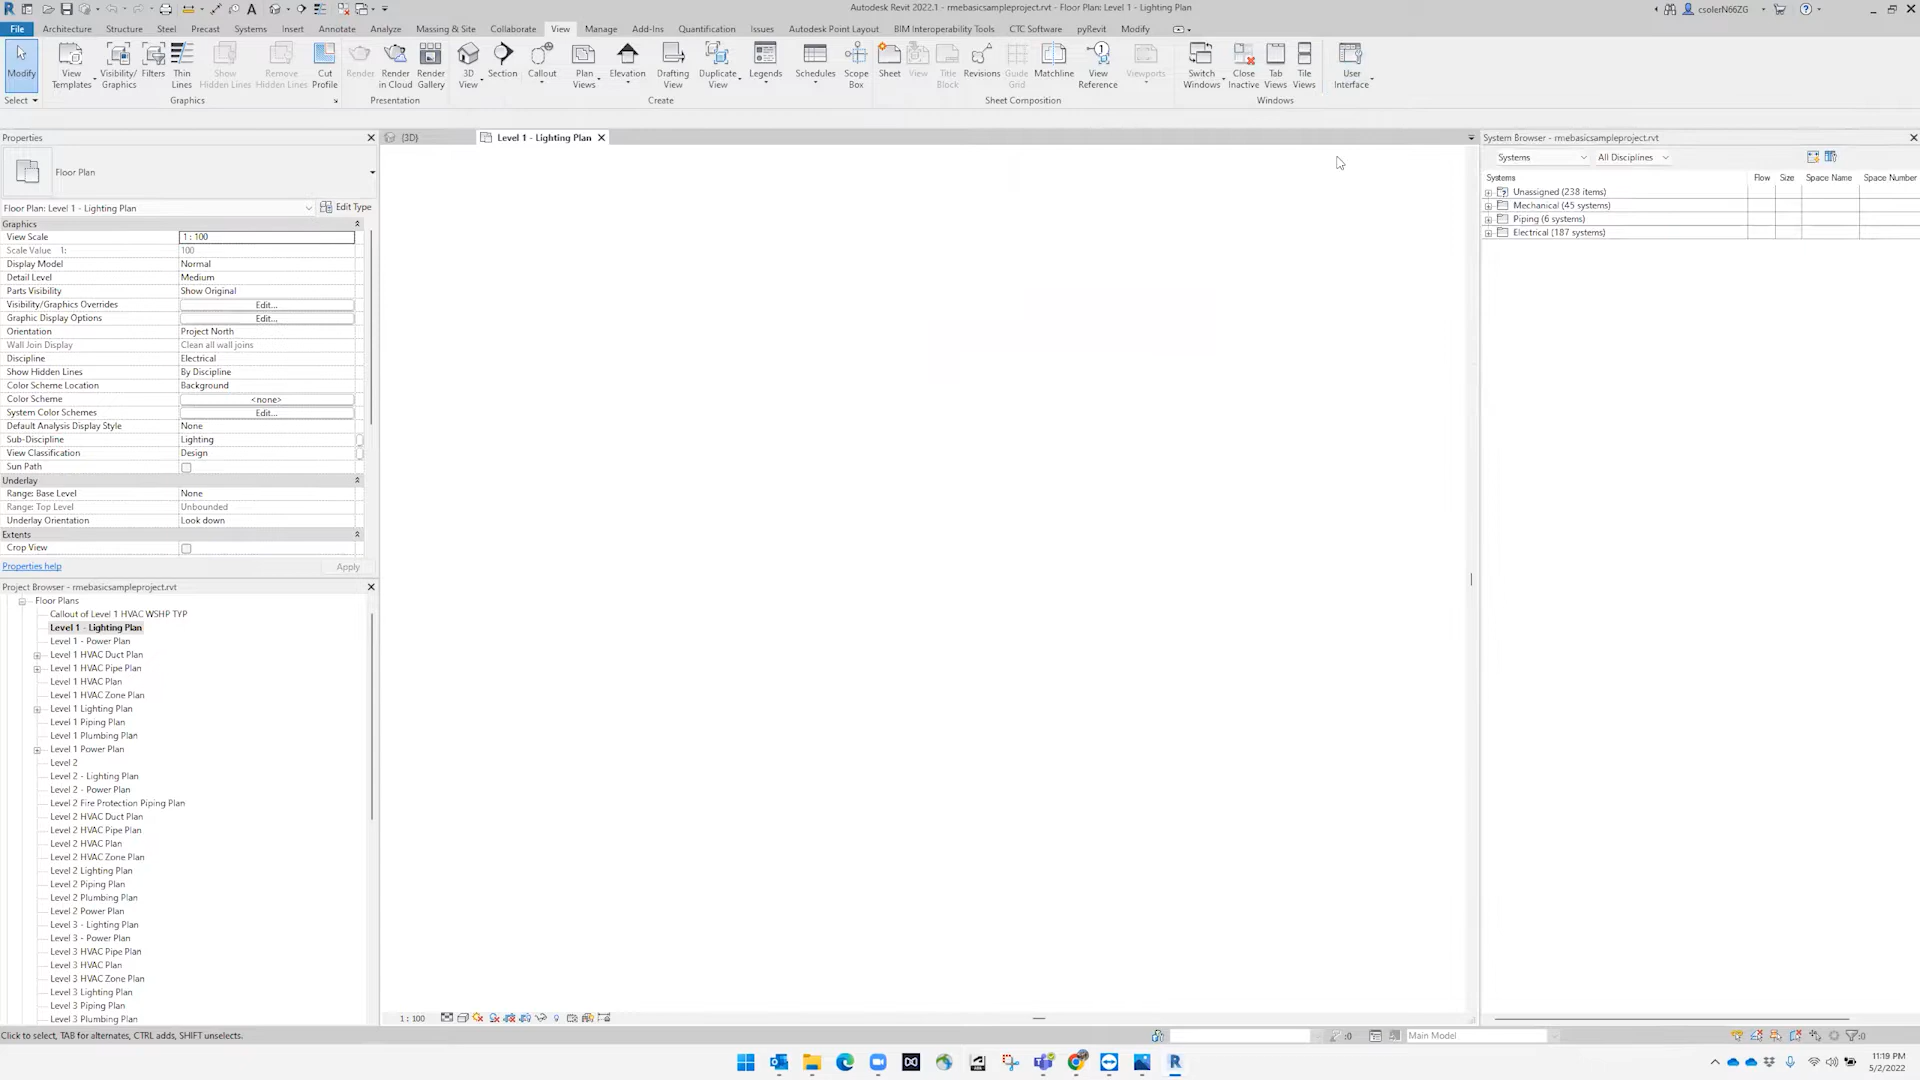 Autodesk Revit 2022.1 - rmebasicsampleproject.rvt - Floor Plan: Level 1 - Lighting Plan
csolerN66ZG
File Architecture Structure Steel Precast Systems Insert Annotate Analyze Massing & Site Collaborate View Manage Add-Ins Quantification Issues Autodesk Point Layout BIM Interoperability Tools CTC Software pyRevit Modify
Modify View Templates Visibility/ Graphics Filters Thin Lines Show Hidden Lines Remove Hidden Lines Cut Profile Render Render in Cloud Render Gallery 3D View Section Callout Plan Views Elevation Drafting View Duplicate View Legends Schedules Scope Box Sheet View Title Block Revisions Guide Grid Matchline View Reference Viewports Switch Windows Close Inactive Tab Views Tile Views User Interface
Select Graphics Presentation Create Sheet Composition Windows
Properties
Floor Plan
Floor Plan: Level 1 - Lighting Plan Edit Type
Graphics
View Scale 1 : 100
Scale Value 1: 100
Display Model Normal
Detail Level Medium
Parts Visibility Show Original
Visibility/Graphics Overrides Edit...
Graphic Display Options Edit...
Orientation Project North
Wall Join Display Clean all wall joins
Discipline Electrical
Show Hidden Lines By Discipline
Color Scheme Location Background
Color Scheme <none>
System Color Schemes Edit...
Default Analysis Display Style None
Sub-Discipline Lighting
View Classification Design
Sun Path
Underlay
Range: Base Level None
Range: Top Level Unbounded
Underlay Orientation Look down
Extents
Crop View
Properties help Apply
Project Browser - rmebasicsampleproject.rvt
Floor Plans
Callout of Level 1 HVAC WSHP TYP
Level 1 - Lighting Plan
Level 1 - Power Plan
Level 1 HVAC Duct Plan
Level 1 HVAC Pipe Plan
Level 1 HVAC Plan
Level 1 HVAC Zone Plan
Level 1 Lighting Plan
Level 1 Piping Plan
Level 1 Plumbing Plan
Level 1 Power Plan
Level 2
Level 2 - Lighting Plan
Level 2 - Power Plan
Level 2 Fire Protection Piping Plan
Level 2 HVAC Duct Plan
Level 2 HVAC Pipe Plan
Level 2 HVAC Plan
Level 2 HVAC Zone Plan
Level 2 Lighting Plan
Level 2 Piping Plan
Level 2 Plumbing Plan
Level 2 Power Plan
Level 3 - Lighting Plan
Level 3 - Power Plan
Level 3 HVAC Pipe Plan
Level 3 HVAC Plan
Level 3 HVAC Zone Plan
Level 3 Lighting Plan
Level 3 Piping Plan
Level 3 Plumbing Plan
{3D} Level 1 - Lighting Plan
1 : 100
System Browser - rmebasicsampleproject.rvt
Systems All Disciplines
Systems Flow Size Space Name Space Number
Unassigned (238 items)
Mechanical (45 systems)
Piping (6 systems)
Electrical (187 systems)
Click to select, TAB for alternates, CTRL adds, SHIFT unselects.
:0 Main Model :0
11:19 PM
5/2/2022